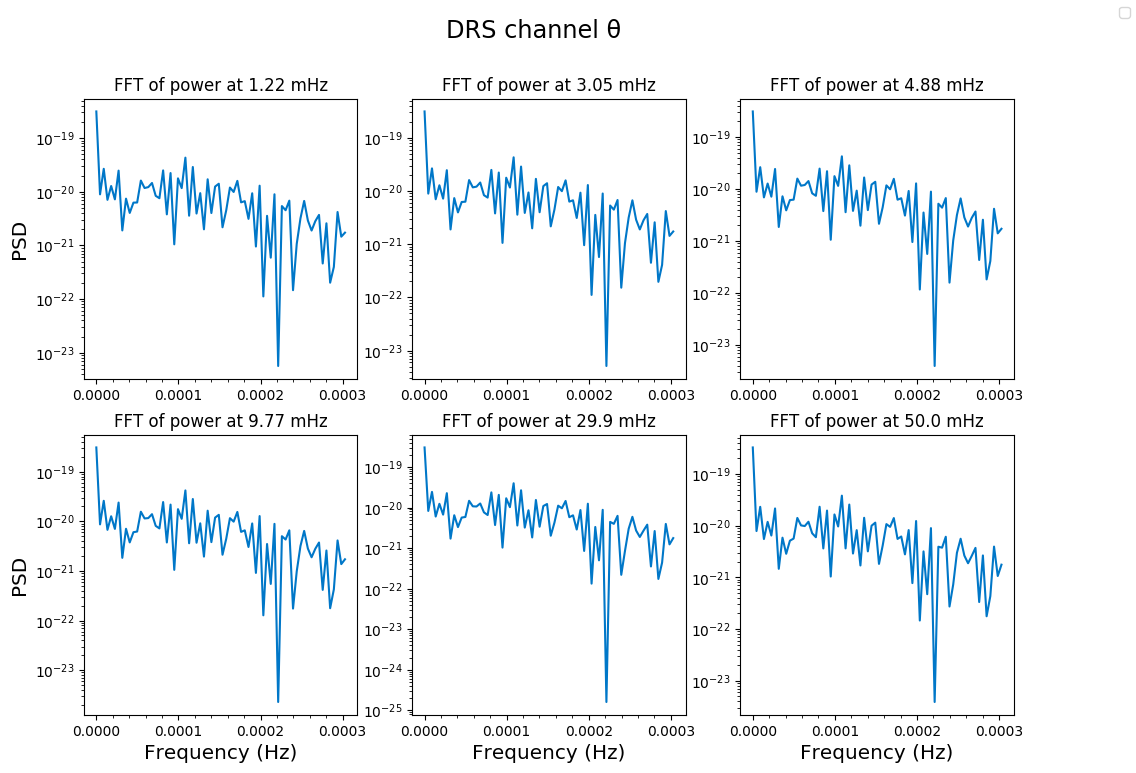 DRS channel θ
FFT of power at 1.22 mHz
FFT of power at 3.05 mHz
FFT of power at 4.88 mHz
PSD
10⁻¹⁹
10⁻²⁰
10⁻²¹
10⁻²²
10⁻²³
0.0000 0.0001 0.0002 0.0003
10⁻¹⁹
10⁻²⁰
10⁻²¹
10⁻²²
10⁻²³
0.0000 0.0001 0.0002 0.0003
10⁻¹⁹
10⁻²⁰
10⁻²¹
10⁻²²
10⁻²³
0.0000 0.0001 0.0002 0.0003
FFT of power at 9.77 mHz
FFT of power at 29.9 mHz
FFT of power at 50.0 mHz
PSD
10⁻¹⁹
10⁻²⁰
10⁻²¹
10⁻²²
10⁻²³
0.0000 0.0001 0.0002 0.0003
Frequency (Hz)
10⁻¹⁹
10⁻²⁰
10⁻²¹
10⁻²²
10⁻²³
10⁻²⁴
10⁻²⁵
0.0000 0.0001 0.0002 0.0003
Frequency (Hz)
10⁻¹⁹
10⁻²⁰
10⁻²¹
10⁻²²
10⁻²³
0.0000 0.0001 0.0002 0.0003
Frequency (Hz)